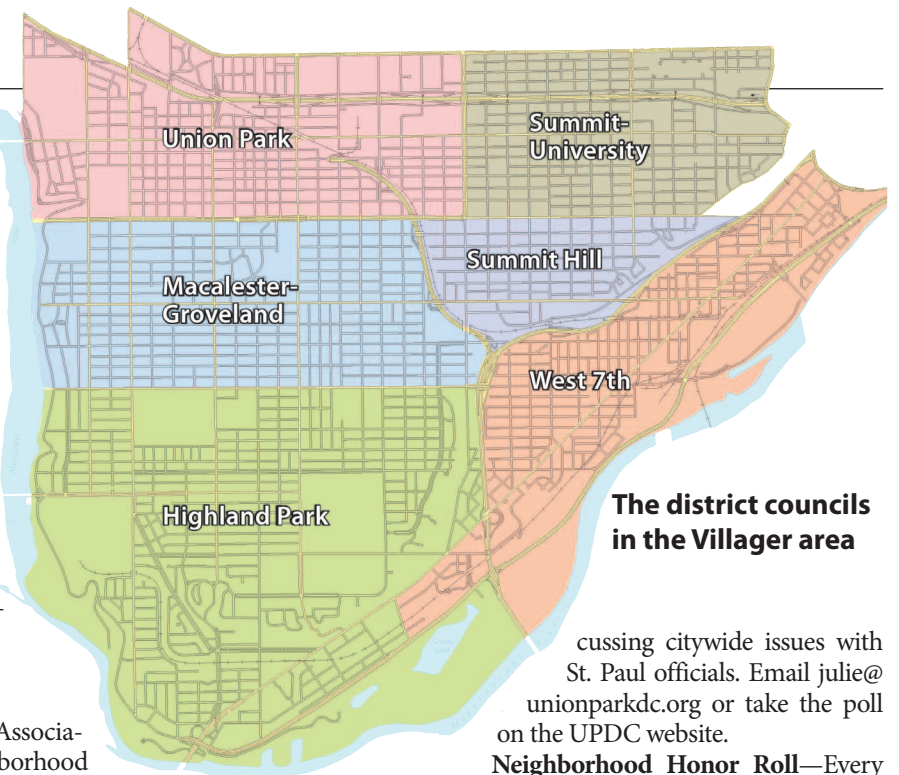 Union Park
Summit-
University
Summit Hill
Macalester-
Groveland
West 7th
Highland Park
The district councils
in the Villager area
cussing citywide issues with
St. Paul officials. Email julie@
unionparkdc.org or take the poll
on the UPDC website.
Neighborhood Honor Roll—Every
Associa-
borhood